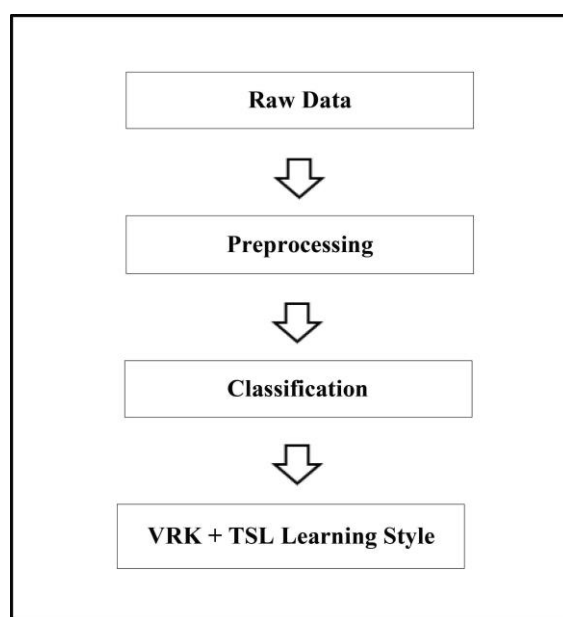 Raw Data
Preprocessing
Classification
VRK + TSL Learning Style